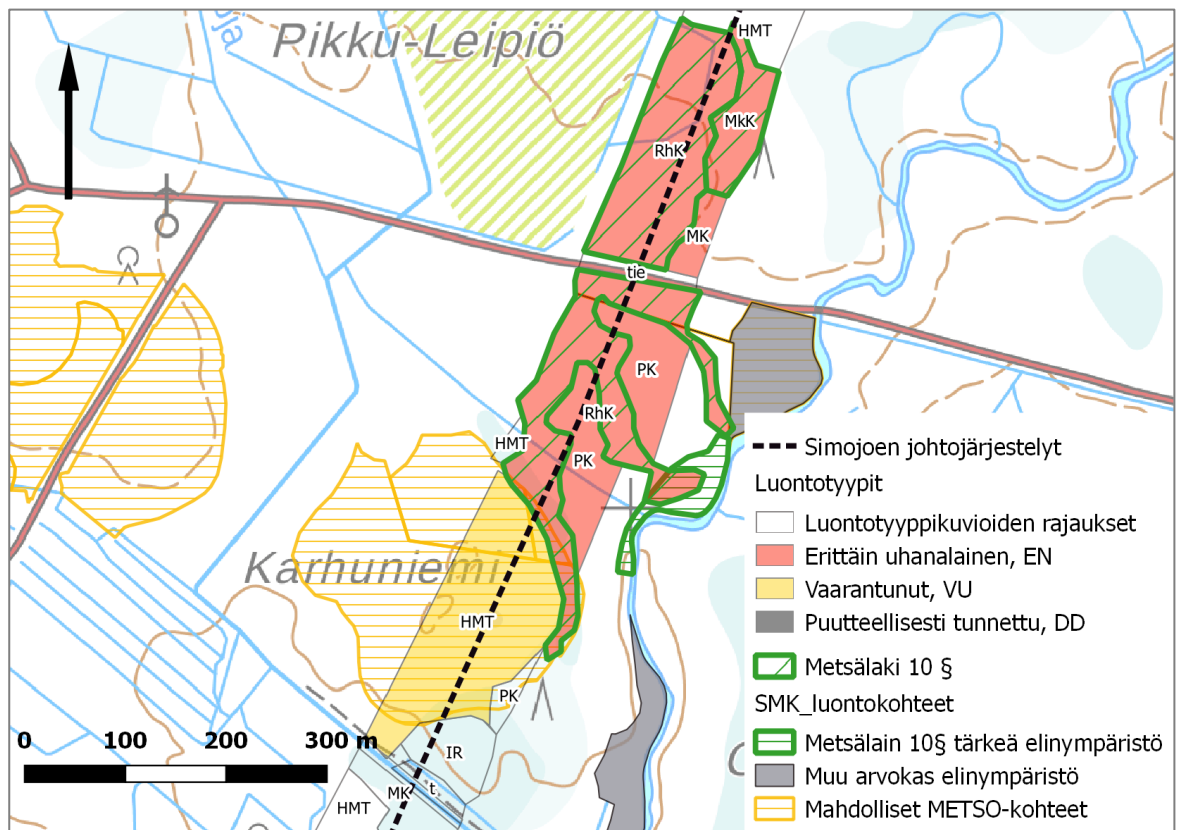 oja
Pikku-Leipiö
HMT
MkK
RhK
MK
tie
PK
RhK
HMT
PK
Karhuniemi
HMT
PK
IR
MK
t
HMT
0 100 200 300 m
Simojoen johtojärjestelyt
Luontotyypit
Luontotyyppikuvioiden rajaukset
Erittäin uhanalainen, EN
Vaarantunut, VU
Puutteellisesti tunnettu, DD
Metsälaki 10 §
SMK_luontokohteet
Metsälain 10§ tärkeä elinympäristö
Muu arvokas elinympäristö
Mahdolliset METSO-kohteet